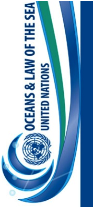 OCEANS & LAW OF THE SEA
UNITED NATIONS